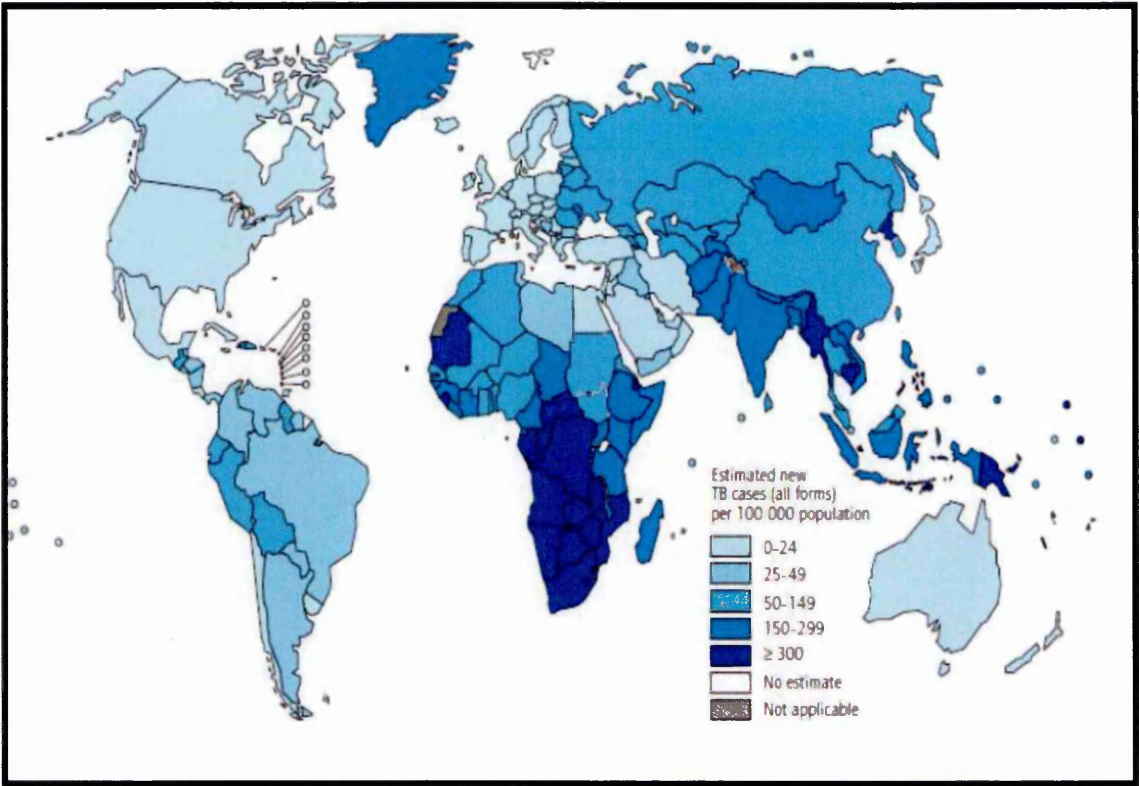 Estimated new
TB cases (all forms)
per 100 000 population
0-24
25-49
50-149
150-299
≥ 300
No estimate
Not applicable